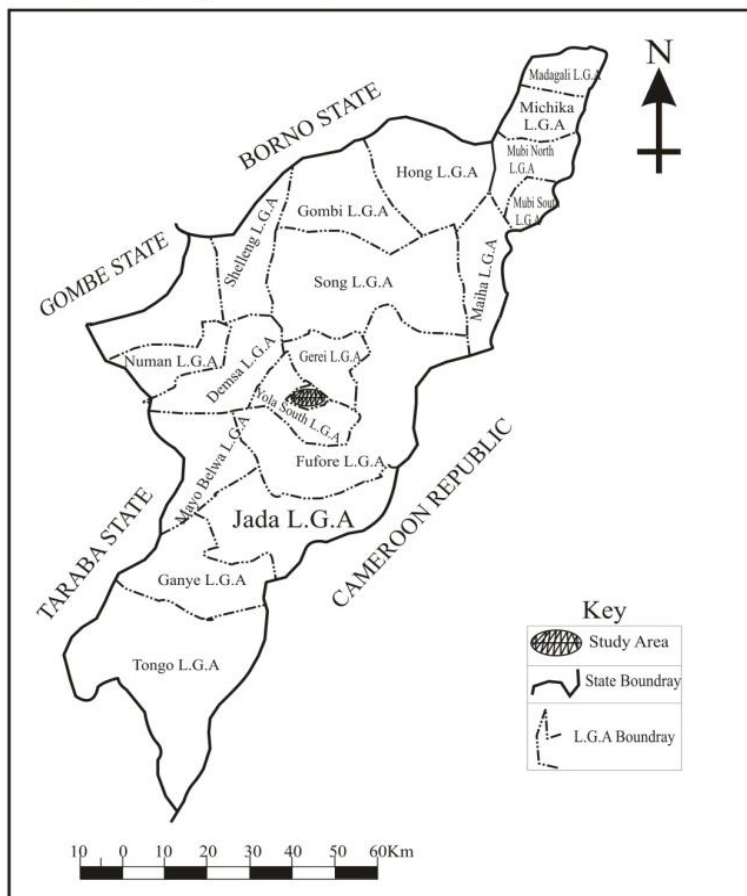 N
BORNO STATE
GOMBE STATE
TARABA STATE
CAMEROON REPUBLIC
Madagali L.G.A
Michika
L.G.A
Mubi North
L.G.A
Mubi South
L.G.A
Hong L.G.A
Gombi L.G.A
Shelleng L.G.A
Song L.G.A
Maiha L.G.A
Numan L.G.A
Demsa L.G.A
Gerei L.G.A
Yola South L.G.A
Fufore L.G.A
Mayo Belwa L.G.A
Jada L.G.A
Ganye L.G.A
Tongo L.G.A
Key
Study Area
State Boundray
L.G.A Boundray
10 0 10 20 30 40 50 60Km